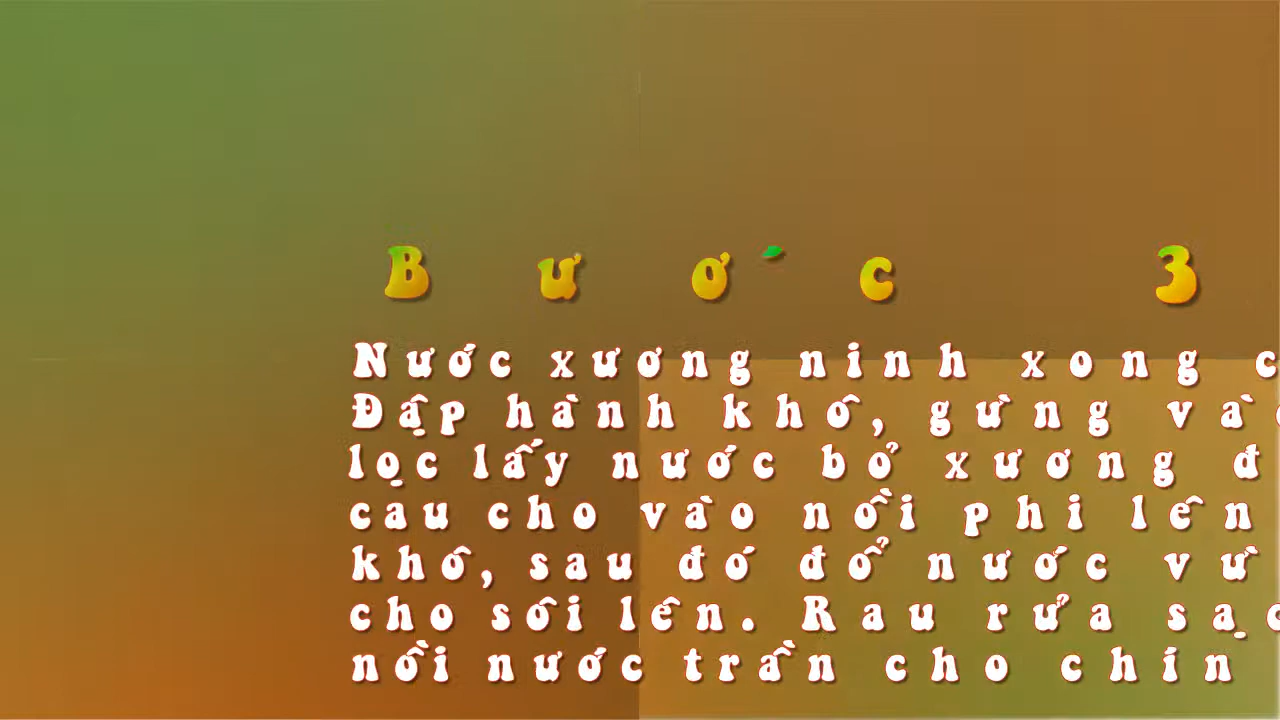 Bước 3
Nước xương ninh xong
Đập hành khô, gừng và
lọc lấy nước bỏ xương
cau cho vào nồi phi lên
khô, sau đó đổ nước
cho sôi lên. Rau rửa
nồi nước trần cho chín